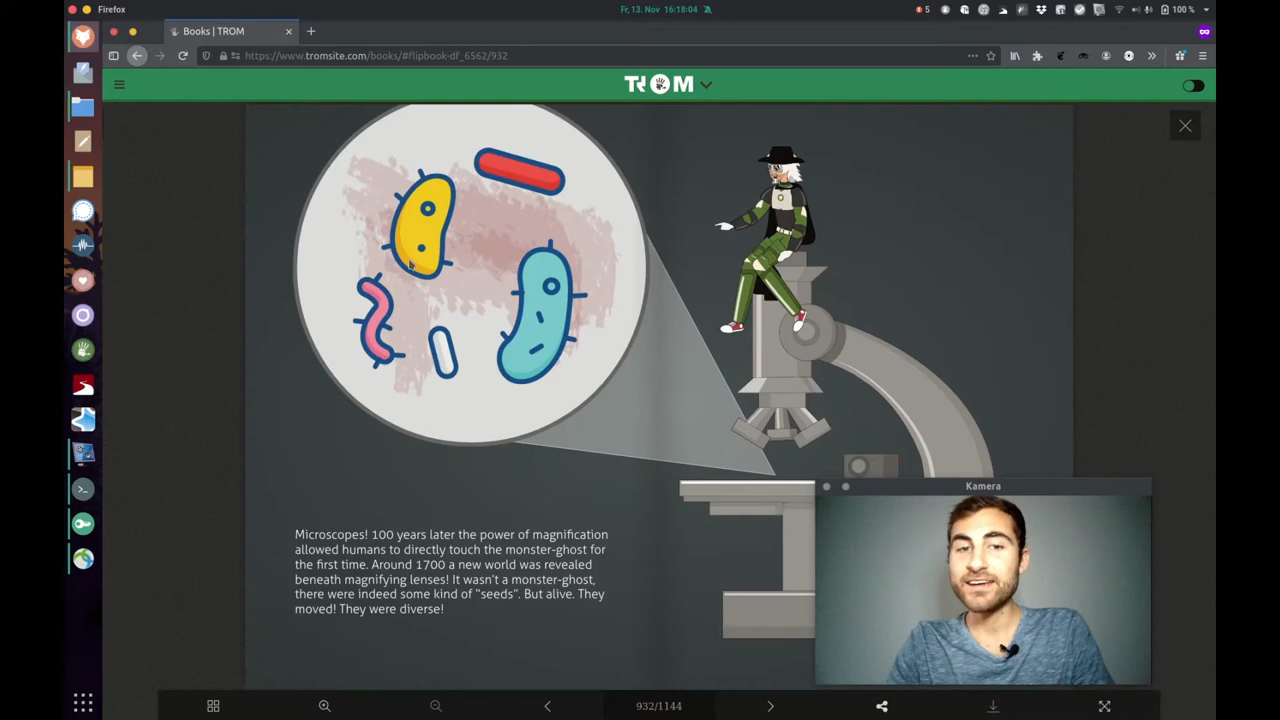 Firefox
Fr, 13. Nov 16:18:04
5
100 %
Books | TROM
https://www.tromsite.com/books/#flipbook-df_6562/932
TROM
Microscopes! 100 years later the power of magnification
allowed humans to directly touch the monster-ghost for
the first time. Around 1700 a new world was revealed
beneath magnifying lenses! It wasn't a monster-ghost,
there were indeed some kind of "seeds". But alive. They
moved! They were diverse!
Kamera
932/1144